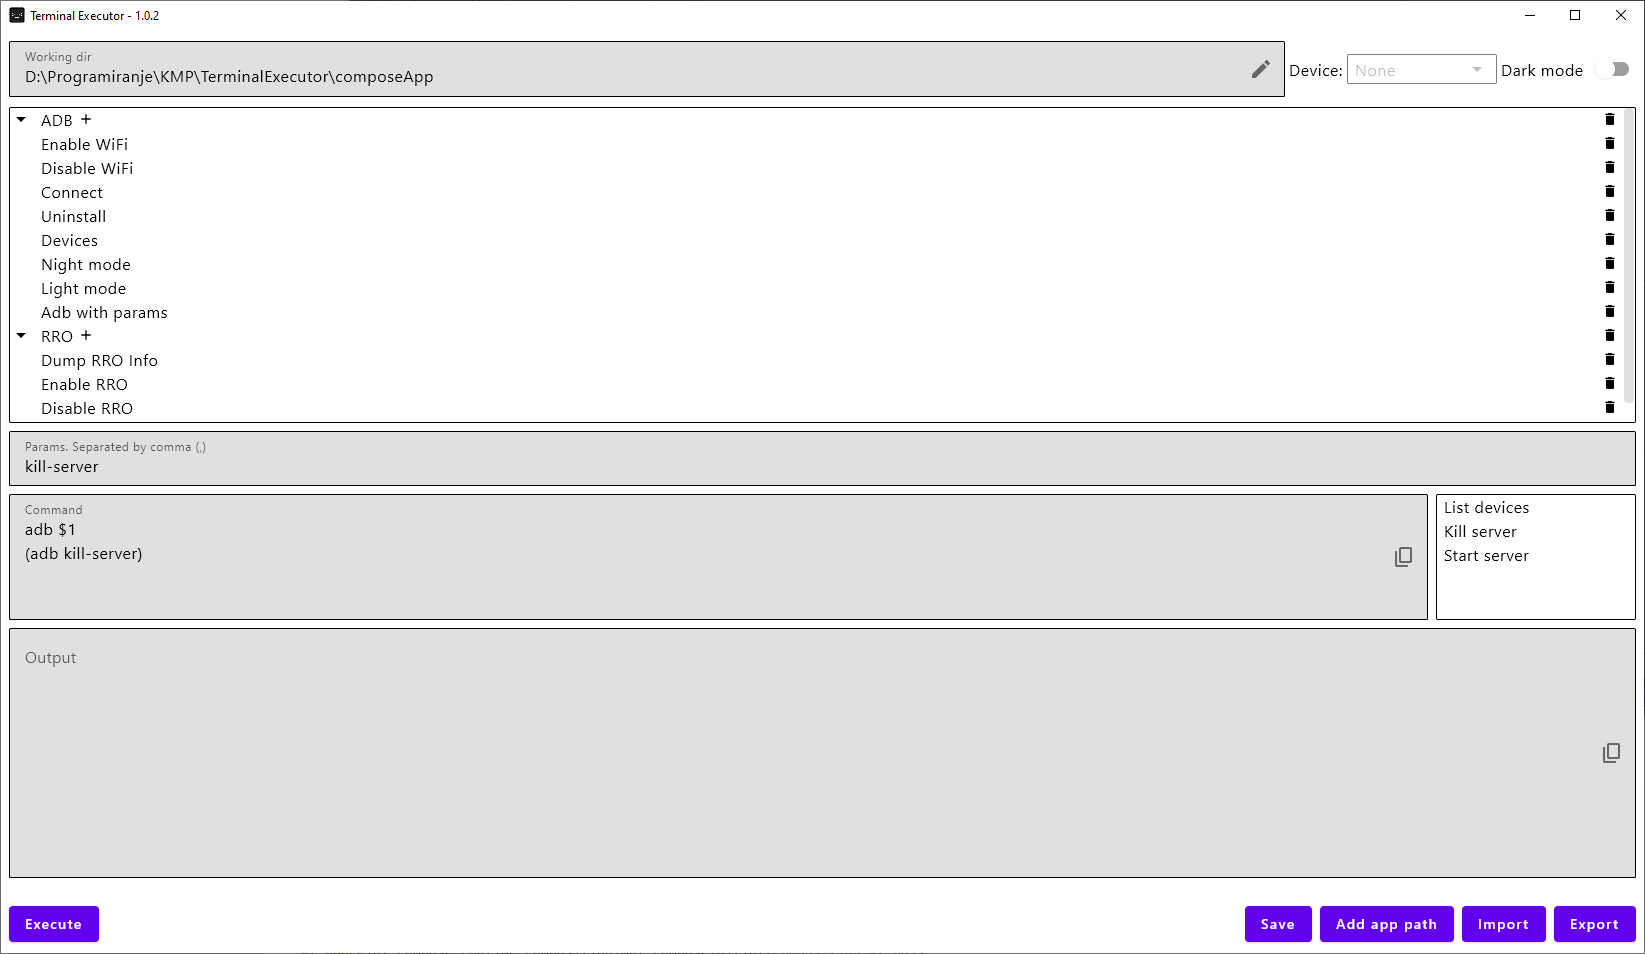 Terminal Executor - 1.0.2
Working dir
D:\Programiranje\KMP\TerminalExecutor\composeApp
Device: None Dark mode
ADB +
Enable WiFi
Disable WiFi
Connect
Uninstall
Devices
Night mode
Light mode
Adb with params
RRO +
Dump RRO Info
Enable RRO
Disable RRO
Params. Separated by comma (,)
kill-server
Command
adb $1
(adb kill-server)
List devices
Kill server
Start server
Output
Execute Save Add app path Import Export